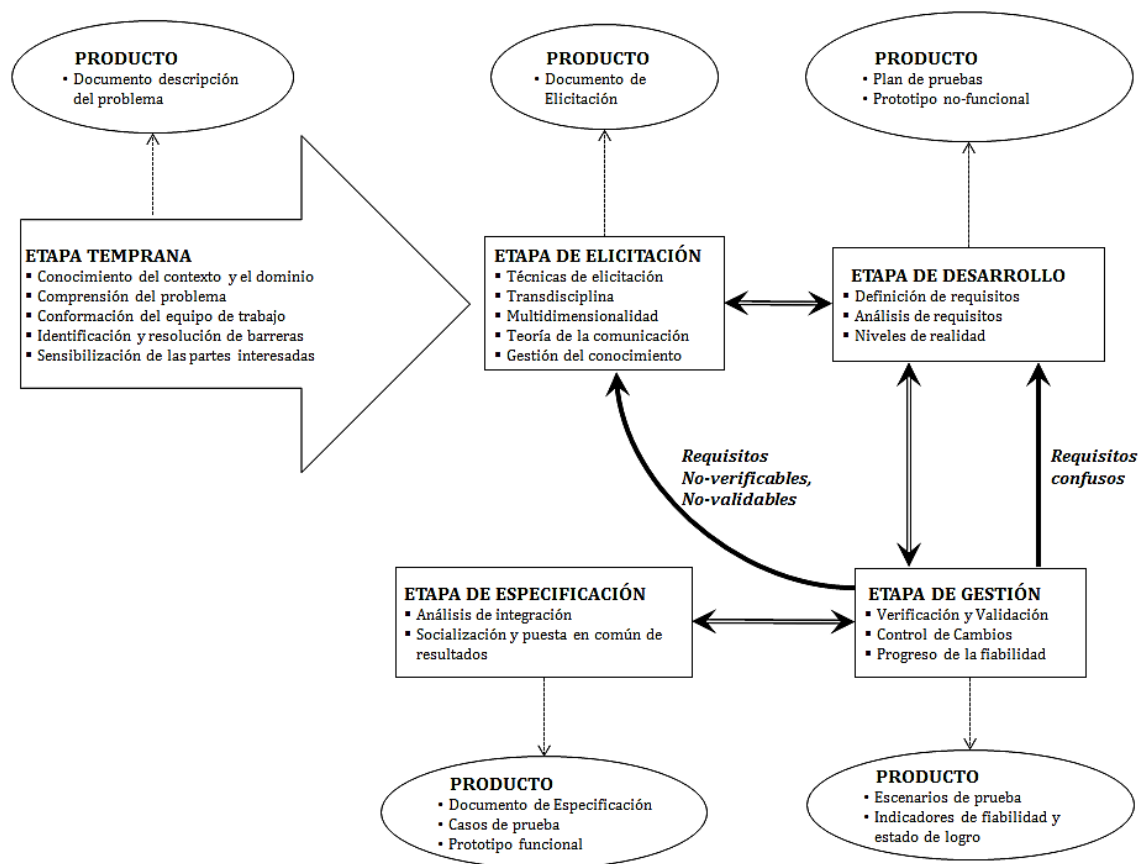 PRODUCTO
▪ Documento descripción
del problema
PRODUCTO
▪ Documento de
Elicitación
PRODUCTO
▪ Plan de pruebas
▪ Prototipo no-funcional
ETAPA TEMPRANA
▪ Conocimiento del contexto y el dominio
▪ Comprensión del problema
▪ Conformación del equipo de trabajo
▪ Identificación y resolución de barreras
▪ Sensibilización de las partes interesadas
ETAPA DE ELICITACIÓN
▪ Técnicas de elicitación
▪ Transdisciplina
▪ Multidimensionalidad
▪ Teoría de la comunicación
▪ Gestión del conocimiento
ETAPA DE DESARROLLO
▪ Definición de requisitos
▪ Análisis de requisitos
▪ Niveles de realidad
Requisitos
No-verificables,
No-validables
Requisitos
confusos
ETAPA DE ESPECIFICACIÓN
▪ Análisis de integración
▪ Socialización y puesta en común de
resultados
ETAPA DE GESTIÓN
▪ Verificación y Validación
▪ Control de Cambios
▪ Progreso de la fiabilidad
PRODUCTO
▪ Documento de Especificación
▪ Casos de prueba
▪ Prototipo funcional
PRODUCTO
▪ Escenarios de prueba
▪ Indicadores de fiabilidad y
estado de logro